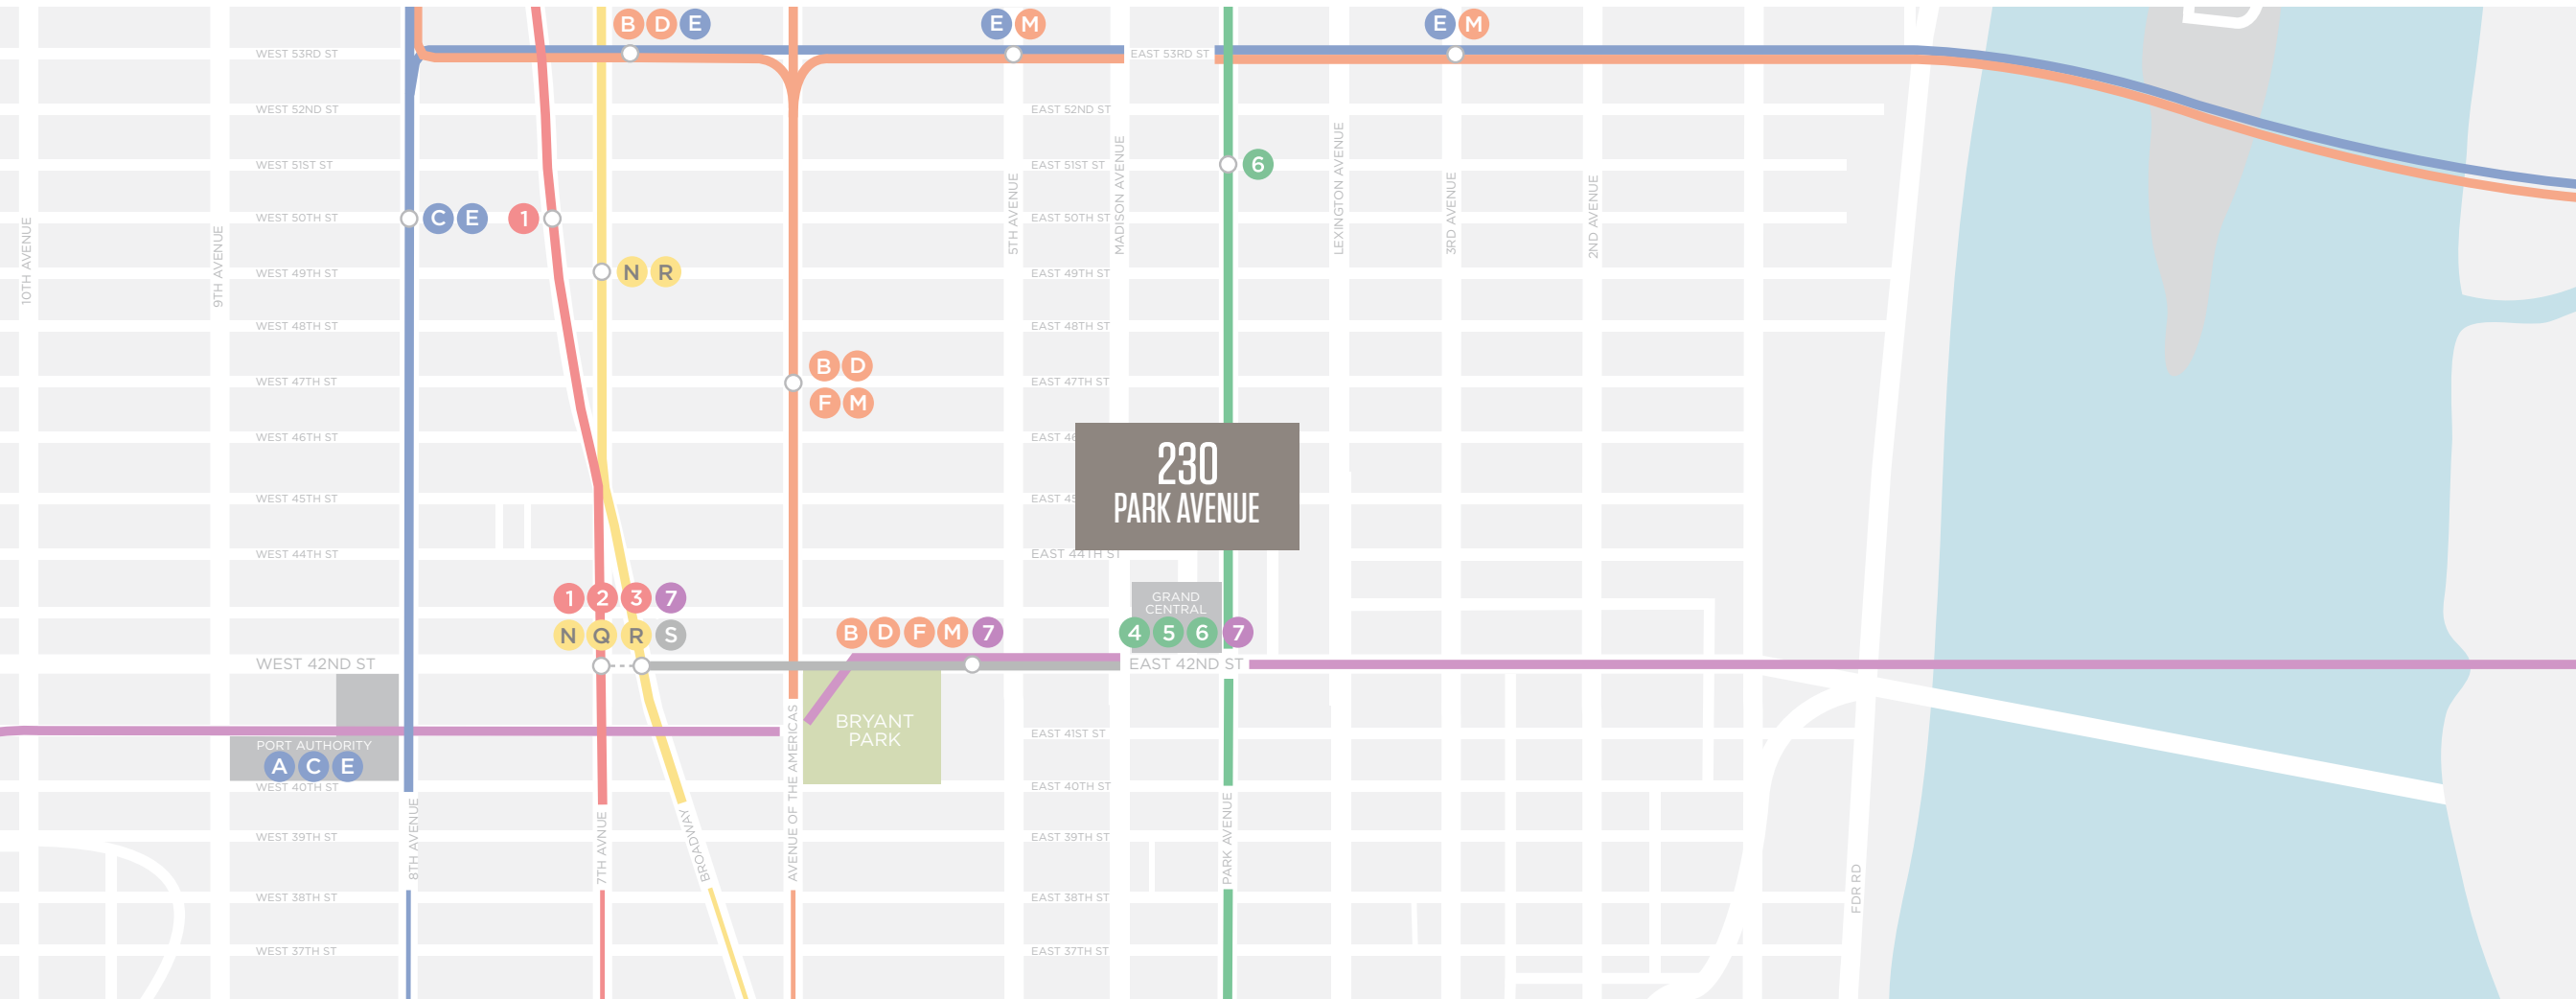 B D E
E M
E M
WEST 53RD ST
EAST 53RD ST
WEST 52ND ST
EAST 52ND ST
WEST 51ST ST
EAST 51ST ST
6
WEST 50TH ST
C E
1
EAST 50TH ST
10TH AVENUE
9TH AVENUE
5TH AVENUE
MADISON AVENUE
LEXINGTON AVENUE
3RD AVENUE
2ND AVENUE
WEST 49TH ST
N R
EAST 49TH ST
WEST 48TH ST
EAST 48TH ST
WEST 47TH ST
B D
F M
EAST 47TH ST
WEST 46TH ST
EAST 46
230
PARK AVENUE
WEST 45TH ST
EAST 45
WEST 44TH ST
EAST 44TH ST
1 2 3 7
N Q R S
B D F M 7
GRAND
CENTRAL
4 5 6 7
WEST 42ND ST
EAST 42ND ST
BRYANT
PARK
PORT AUTHORITY
A C E
EAST 41ST ST
WEST 40TH ST
EAST 40TH ST
8TH AVENUE
7TH AVNUE
BROADWAY
AVENUE OF THE AMERICAS
PARK AVENUE
WEST 39TH ST
EAST 39TH ST
FDR RD
WEST 38TH ST
EAST 38TH ST
WEST 37TH ST
EAST 37TH ST